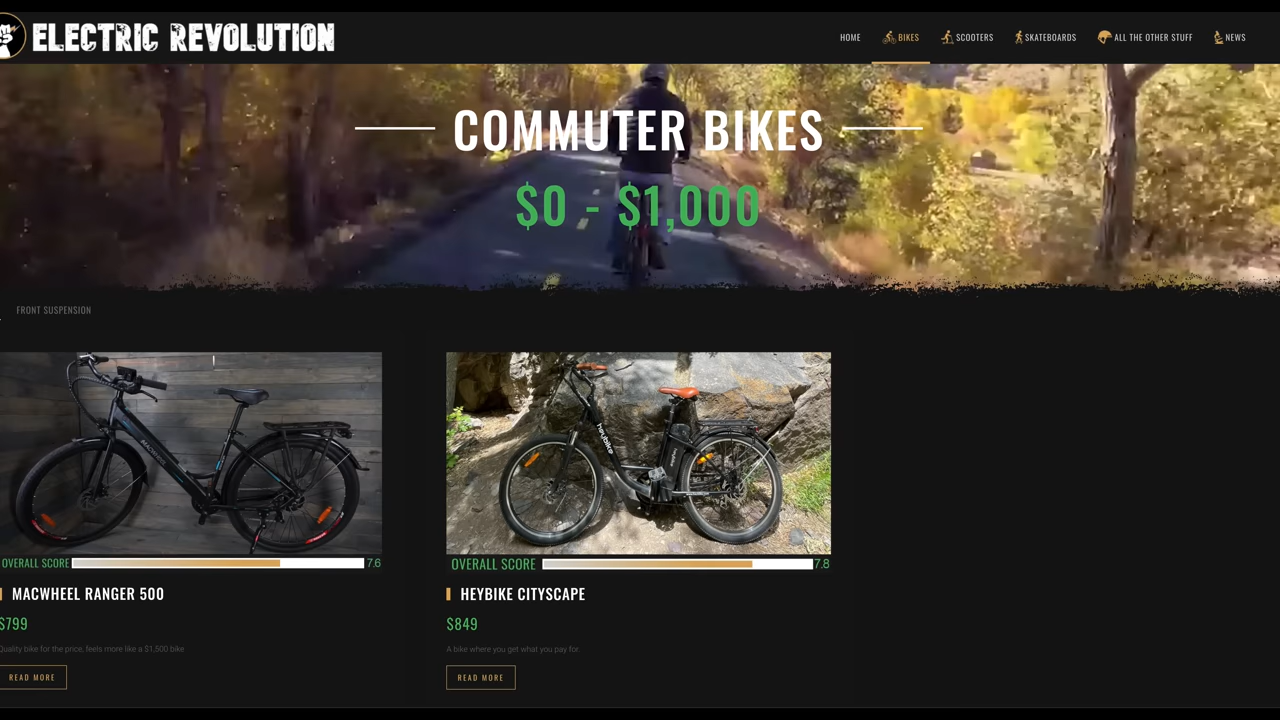 ELECTRIC REVOLUTION
HOME BIKES SCOOTERS SKATEBOARDS ALL THE OTHER STUFF NEWS
COMMUTER BIKES
$0 - $1,000
FRONT SUSPENSION
MACWHEEL
heybike
OVERALL SCORE 7.6
OVERALL SCORE 7.8
MACWHEEL RANGER 500
HEYBIKE CITYSCAPE
$799
$849
Quality bike for the price, feels more like a $1,500 bike
A bike where you get what you pay for.
READ MORE
READ MORE